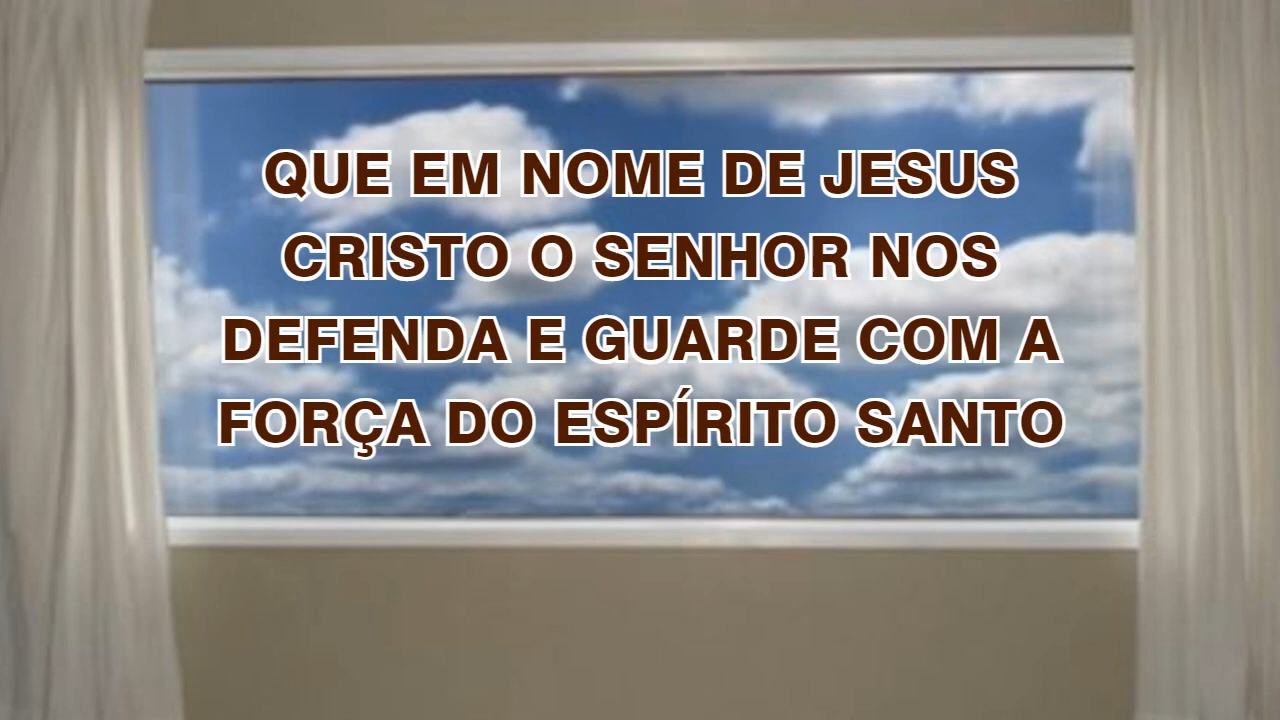 QUE EM NOME DE JESUS
CRISTO O SENHOR NOS
DEFENDA E GUARDE COM A
FORÇA DO ESPÍRITO SANTO